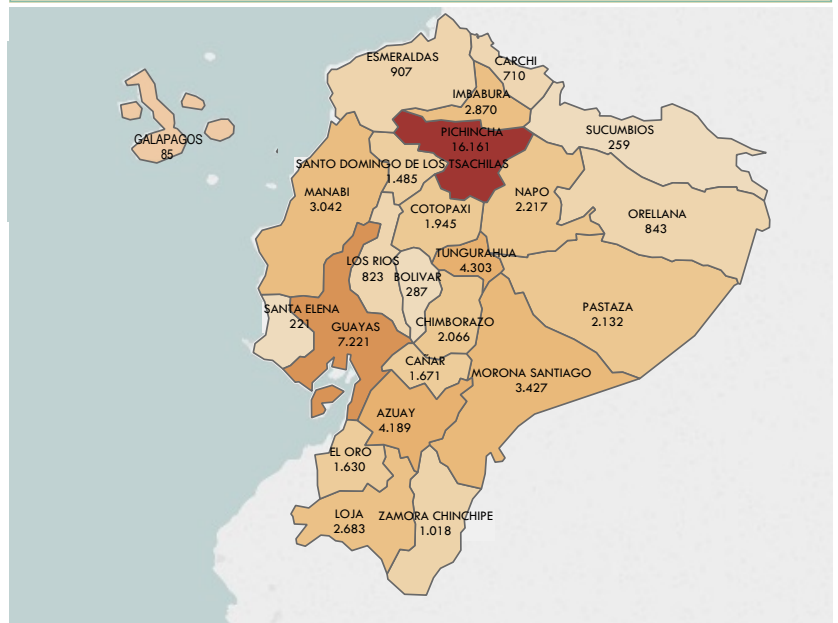 ESMERALDAS
907
CARCHI
710
IMBABURA
2.870
SUCUMBIOS
259
GALAPAGOS
85
PICHINCHA
16.161
SANTO DOMINGO DE LOS TSACHILAS
1.485
MANABI
3.042
NAPO
2.217
COTOPAXI
1.945
ORELLANA
843
TUNGURAHUA
4.303
LOS RIOS
823
BOLIVAR
287
PASTAZA
2.132
SANTA ELENA
221
GUAYAS
7.221
CHIMBORAZO
2.066
CAÑAR
1.671
MORONA SANTIAGO
3.427
AZUAY
4.189
EL ORO
1.630
LOJA
2.683
ZAMORA CHINCHIPE
1.018